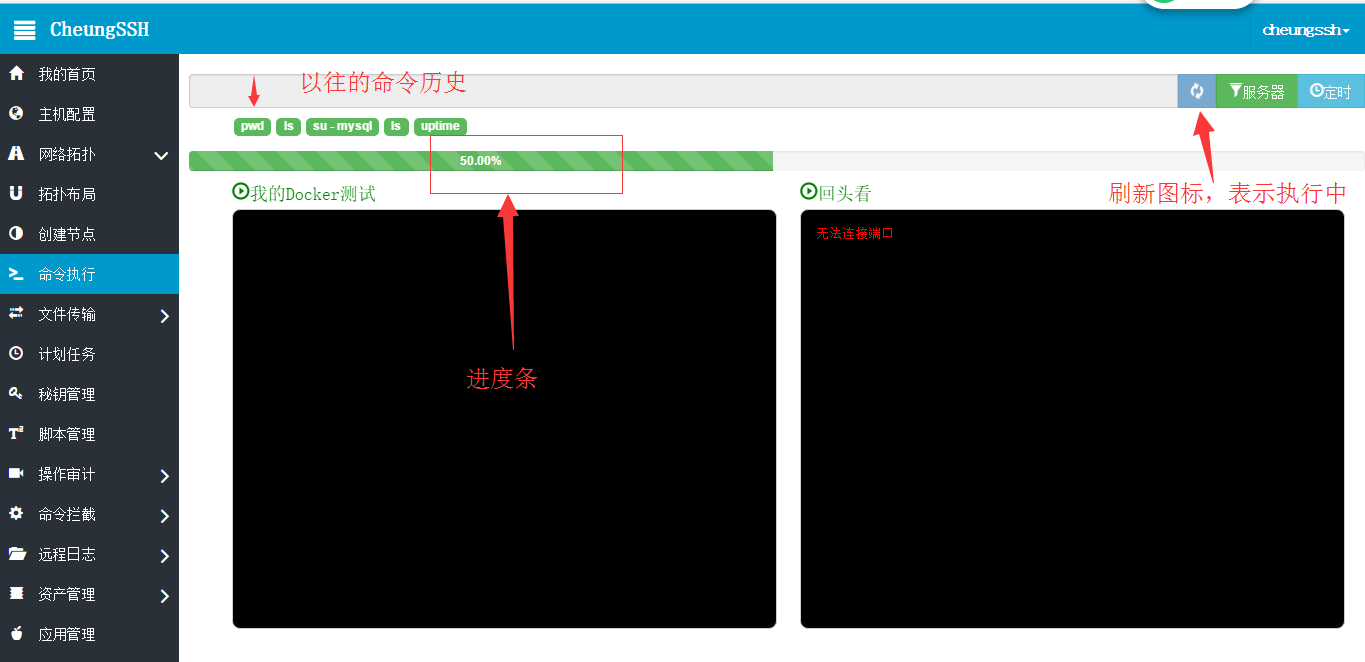 CheungSSH
cheungssh
我的首页
主机配置
网络拓扑
拓扑布局
创建节点
命令执行
文件传输
计划任务
秘钥管理
脚本管理
操作审计
命令拦截
远程日志
资产管理
应用管理
以往的命令历史
服务器
定时
pwd ls su - mysql ls uptime
50.00%
我的Docker测试
回头看
刷新图标，表示执行中
无法连接端口
进度条